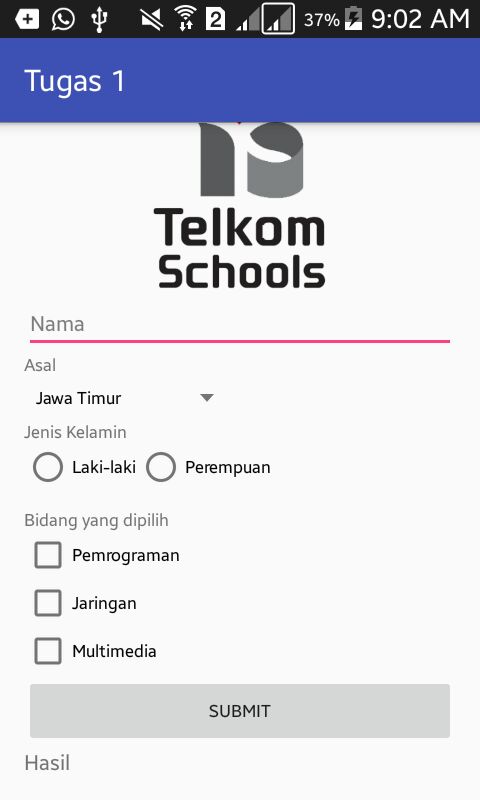 2 37% 9:02 AM
Tugas 1
Telkom
Schools
Nama
Asal
Jawa Timur
Jenis Kelamin
Laki-laki Perempuan
Bidang yang dipilih
Pemrograman
Jaringan
Multimedia
SUBMIT
Hasil